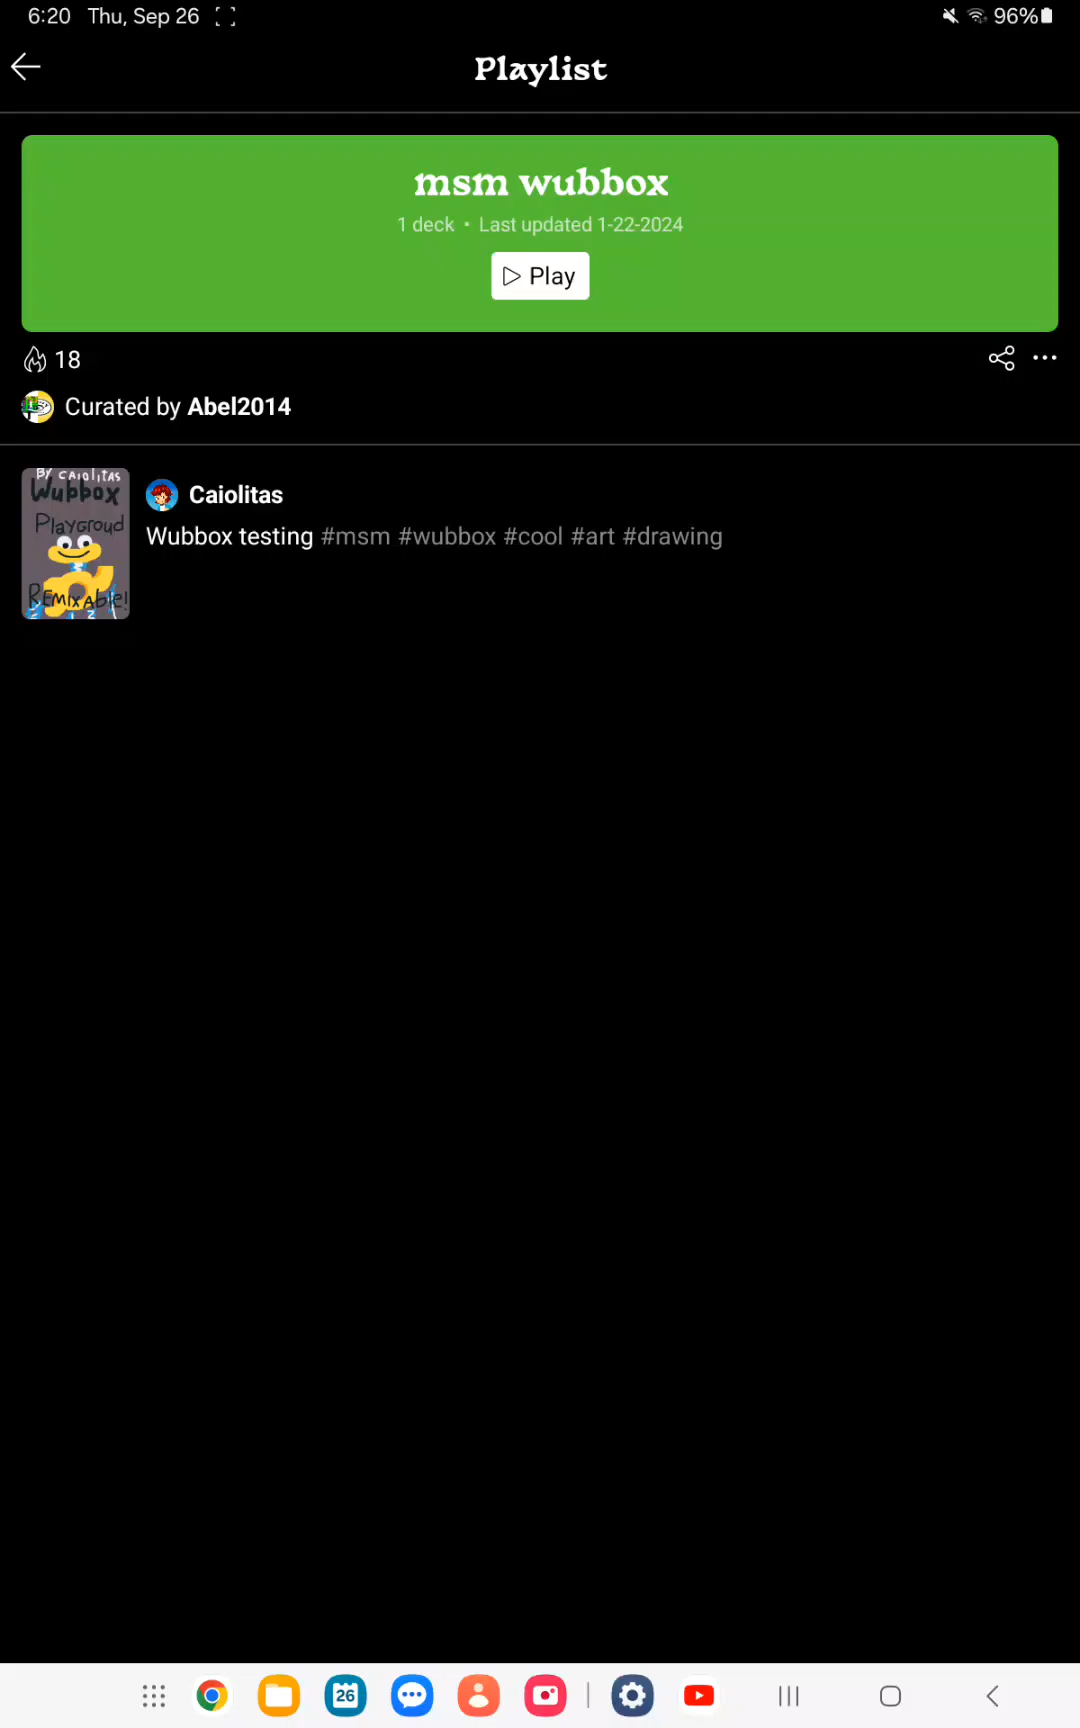 6:20 Thu, Sep 26 96%
Playlist
msm wubbox
1 deck • Last updated 1-22-2024
Play
18
Curated by Abel2014
BY CAIOlITAS
Wubbox
Playgroud
REmixAble!
Caiolitas
Wubbox testing #msm #wubbox #cool #art #drawing
26